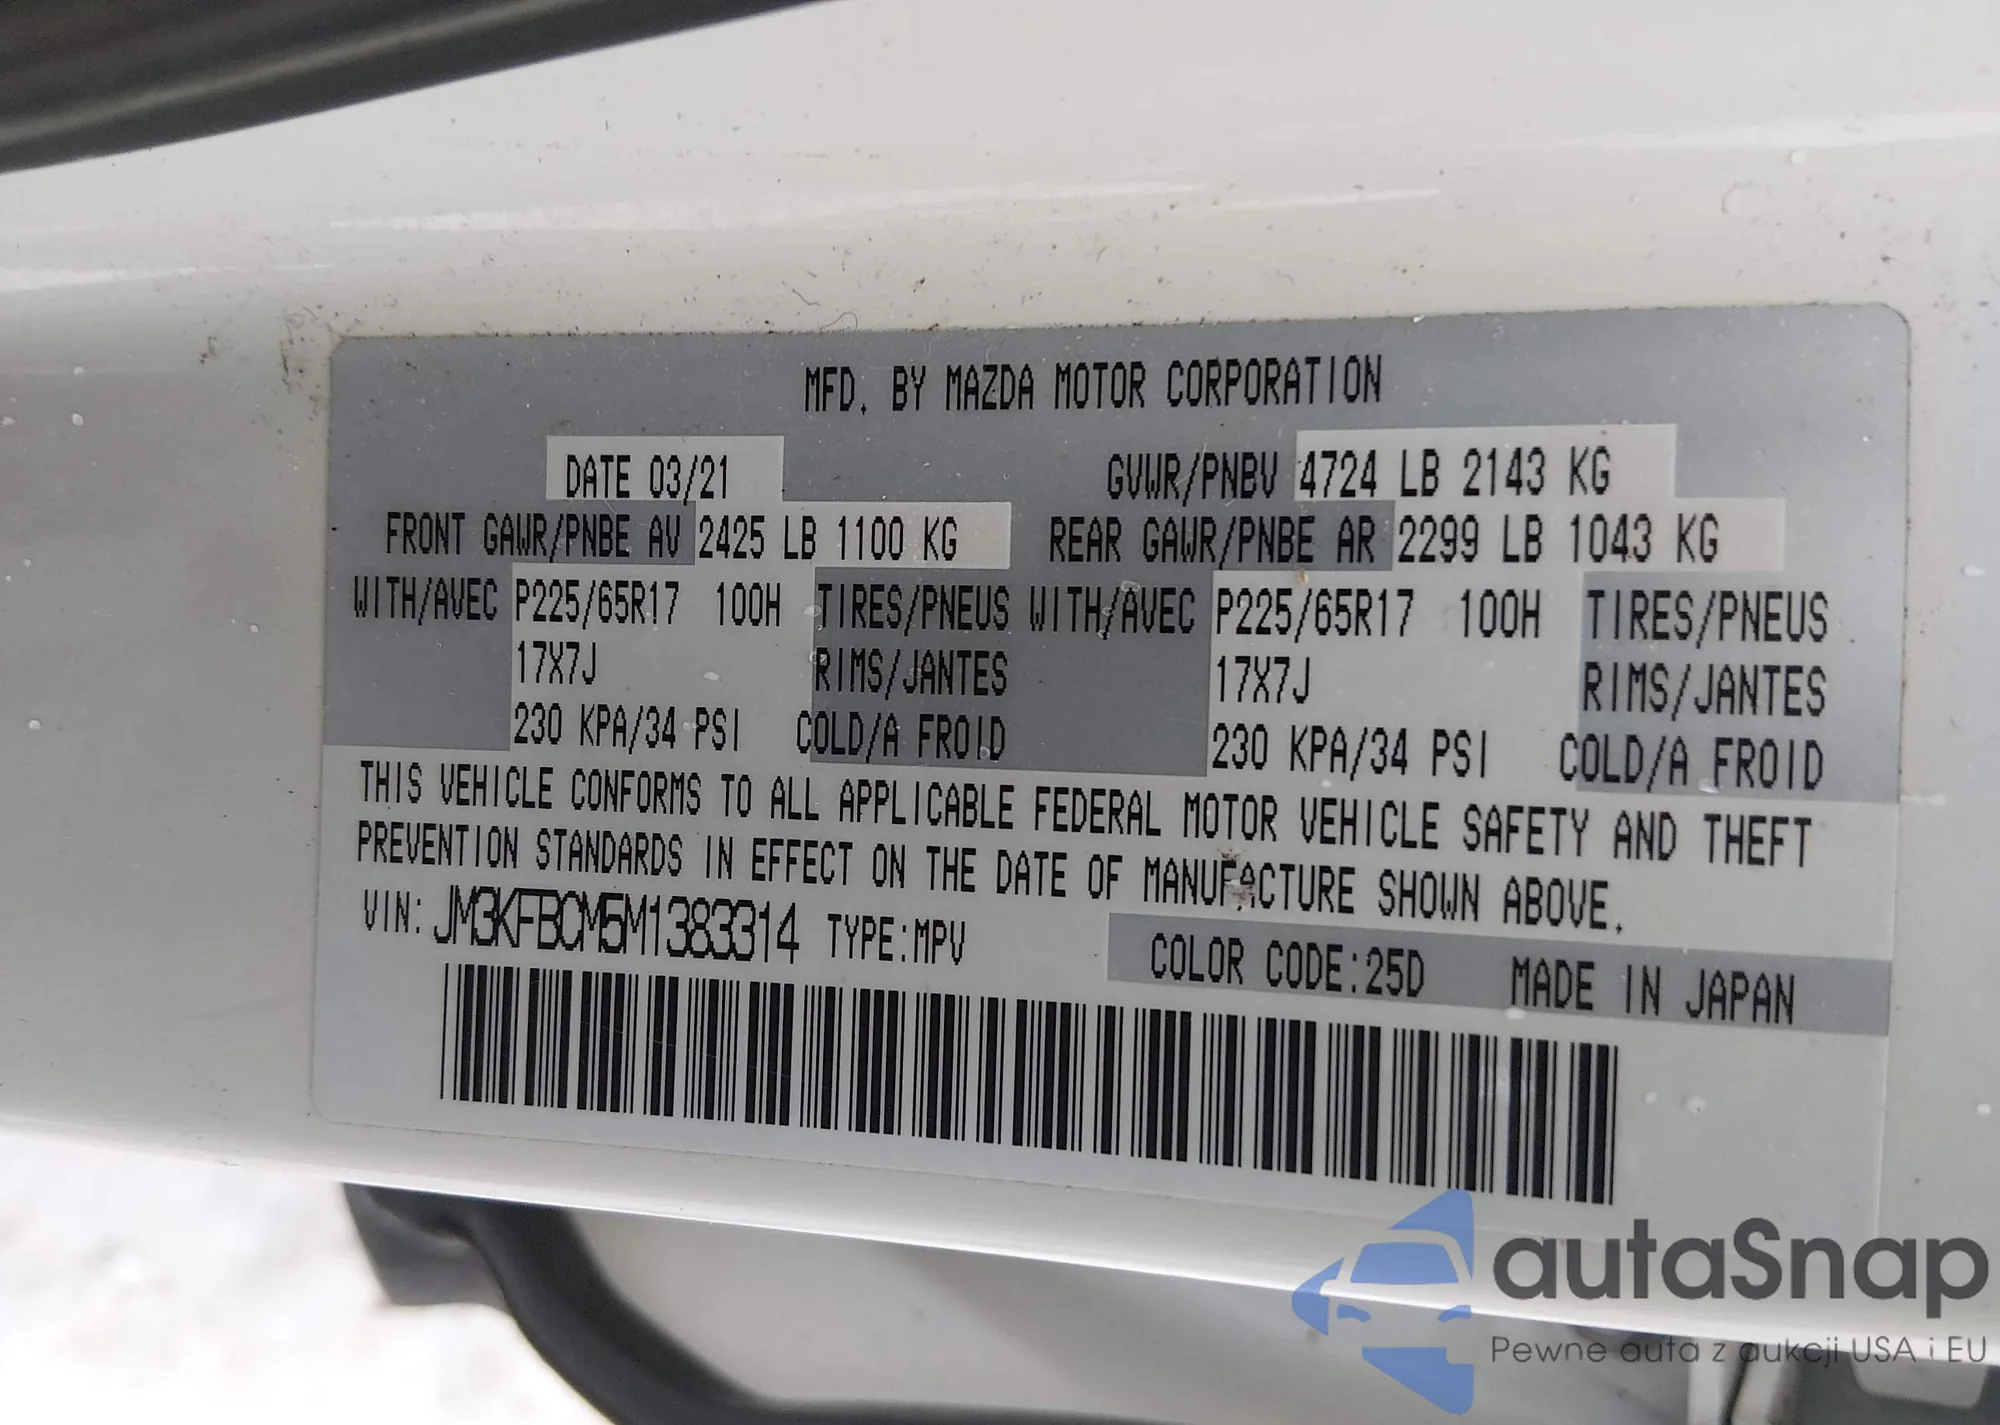 MFD. BY MAZDA MOTOR CORPORATION
DATE 03/21 GVWR/PNBV 4724 LB 2143 KG
FRONT GAWR/PNBE AV 2425 LB 1100 KG REAR GAWR/PNBE AR 2299 LB 1043 KG
WITH/AVEC P225/65R17 100H TIRES/PNEUS WITH/AVEC P225/65R17 100H TIRES/PNEUS
17X7J RIMS/JANTES 17X7J RIMS/JANTES
230 KPA/34 PSI COLD/A FROID 230 KPA/34 PSI COLD/A FROID
THIS VEHICLE CONFORMS TO ALL APPLICABLE FEDERAL MOTOR VEHICLE SAFETY AND THEFT
PREVENTION STANDARDS IN EFFECT ON THE DATE OF MANUFACTURE SHOWN ABOVE.
VIN: JM3KFBCM5M1383314 TYPE:MPV COLOR CODE:25D MADE IN JAPAN
autaSnap
Pewne auta z aukcji USA i EU